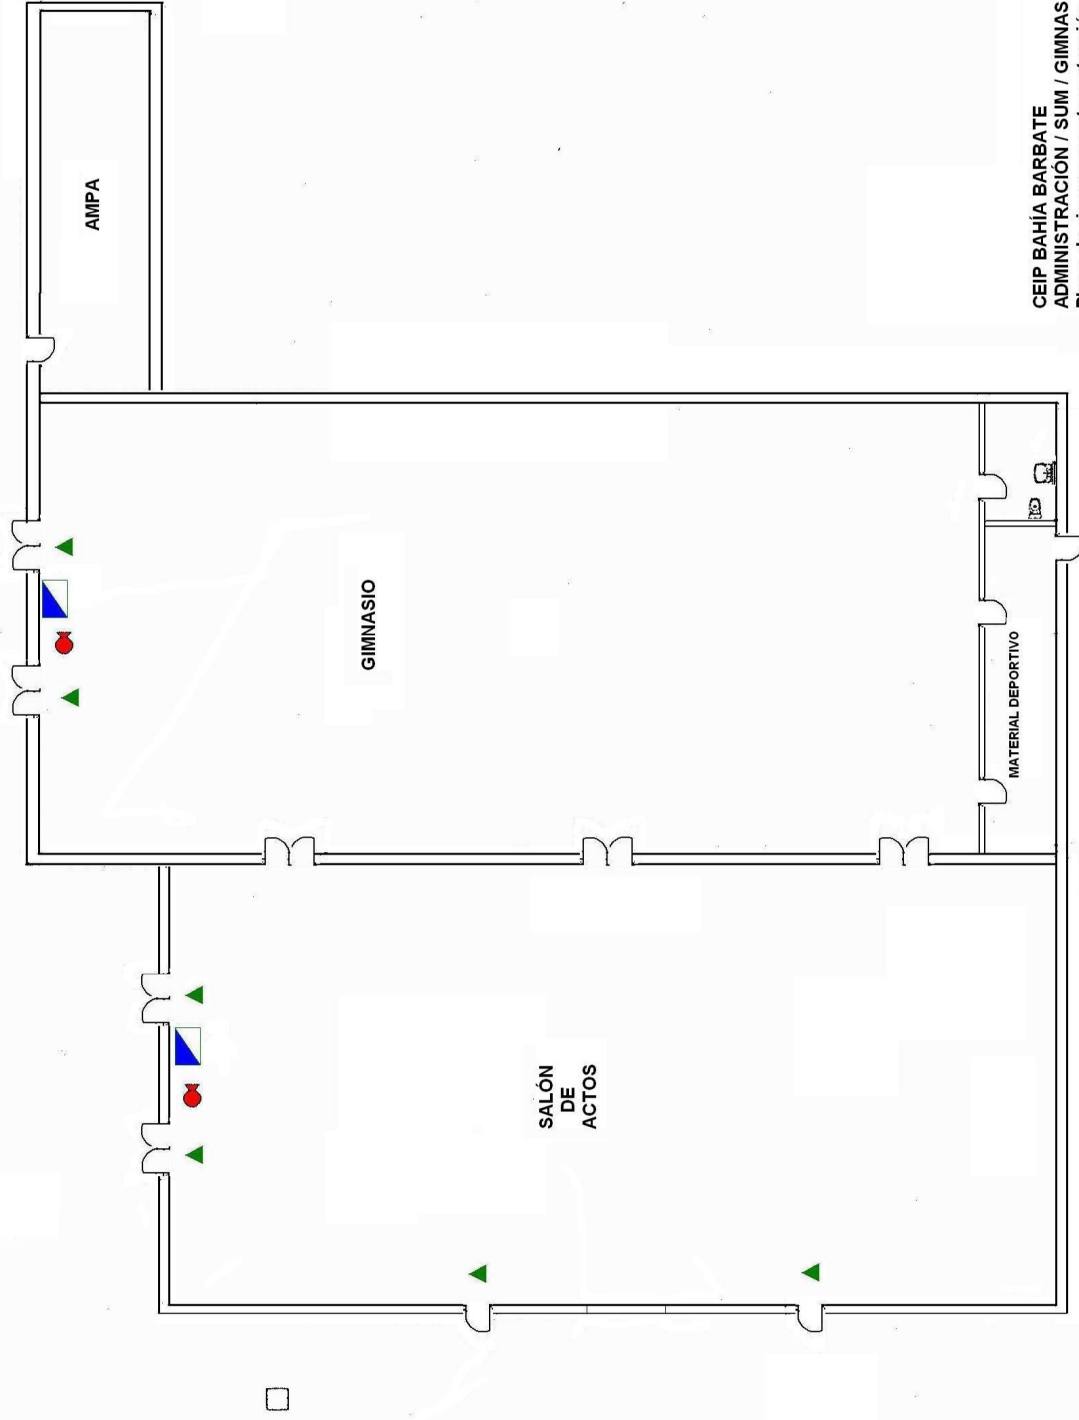 AMPA
GIMNASIO
MATERIAL DEPORTIVO
SALÓN
DE
ACTOS
CEIP BAHÍA BARBATE
ADMINISTRACIÓN / SUM / GIMNAS